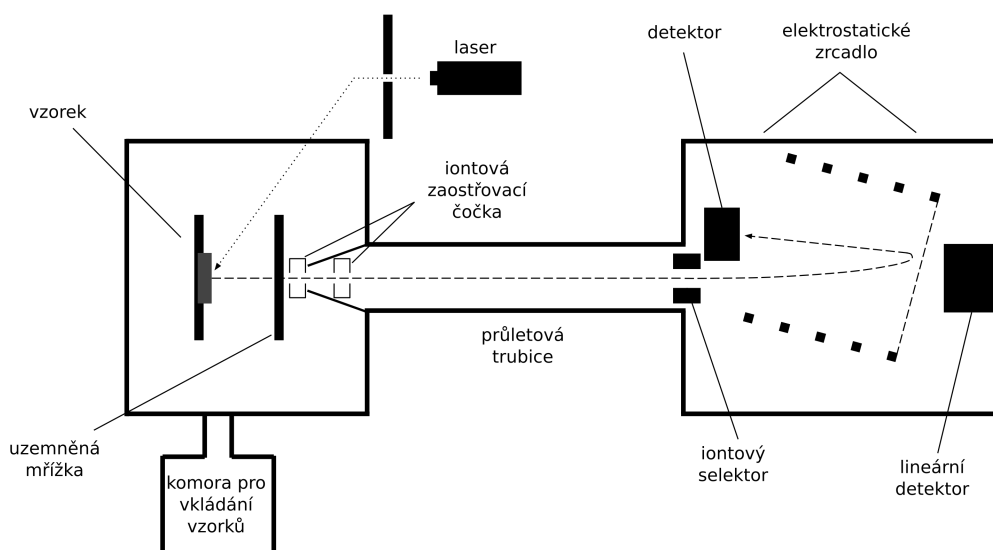 detektor
elektrostatické
zrcadlo
laser
vzorek
iontová
zaostřovací
čočka
průletová
trubice
uzemněná
mřížka
komora pro
vkládání
vzorků
iontový
selektor
lineární
detektor